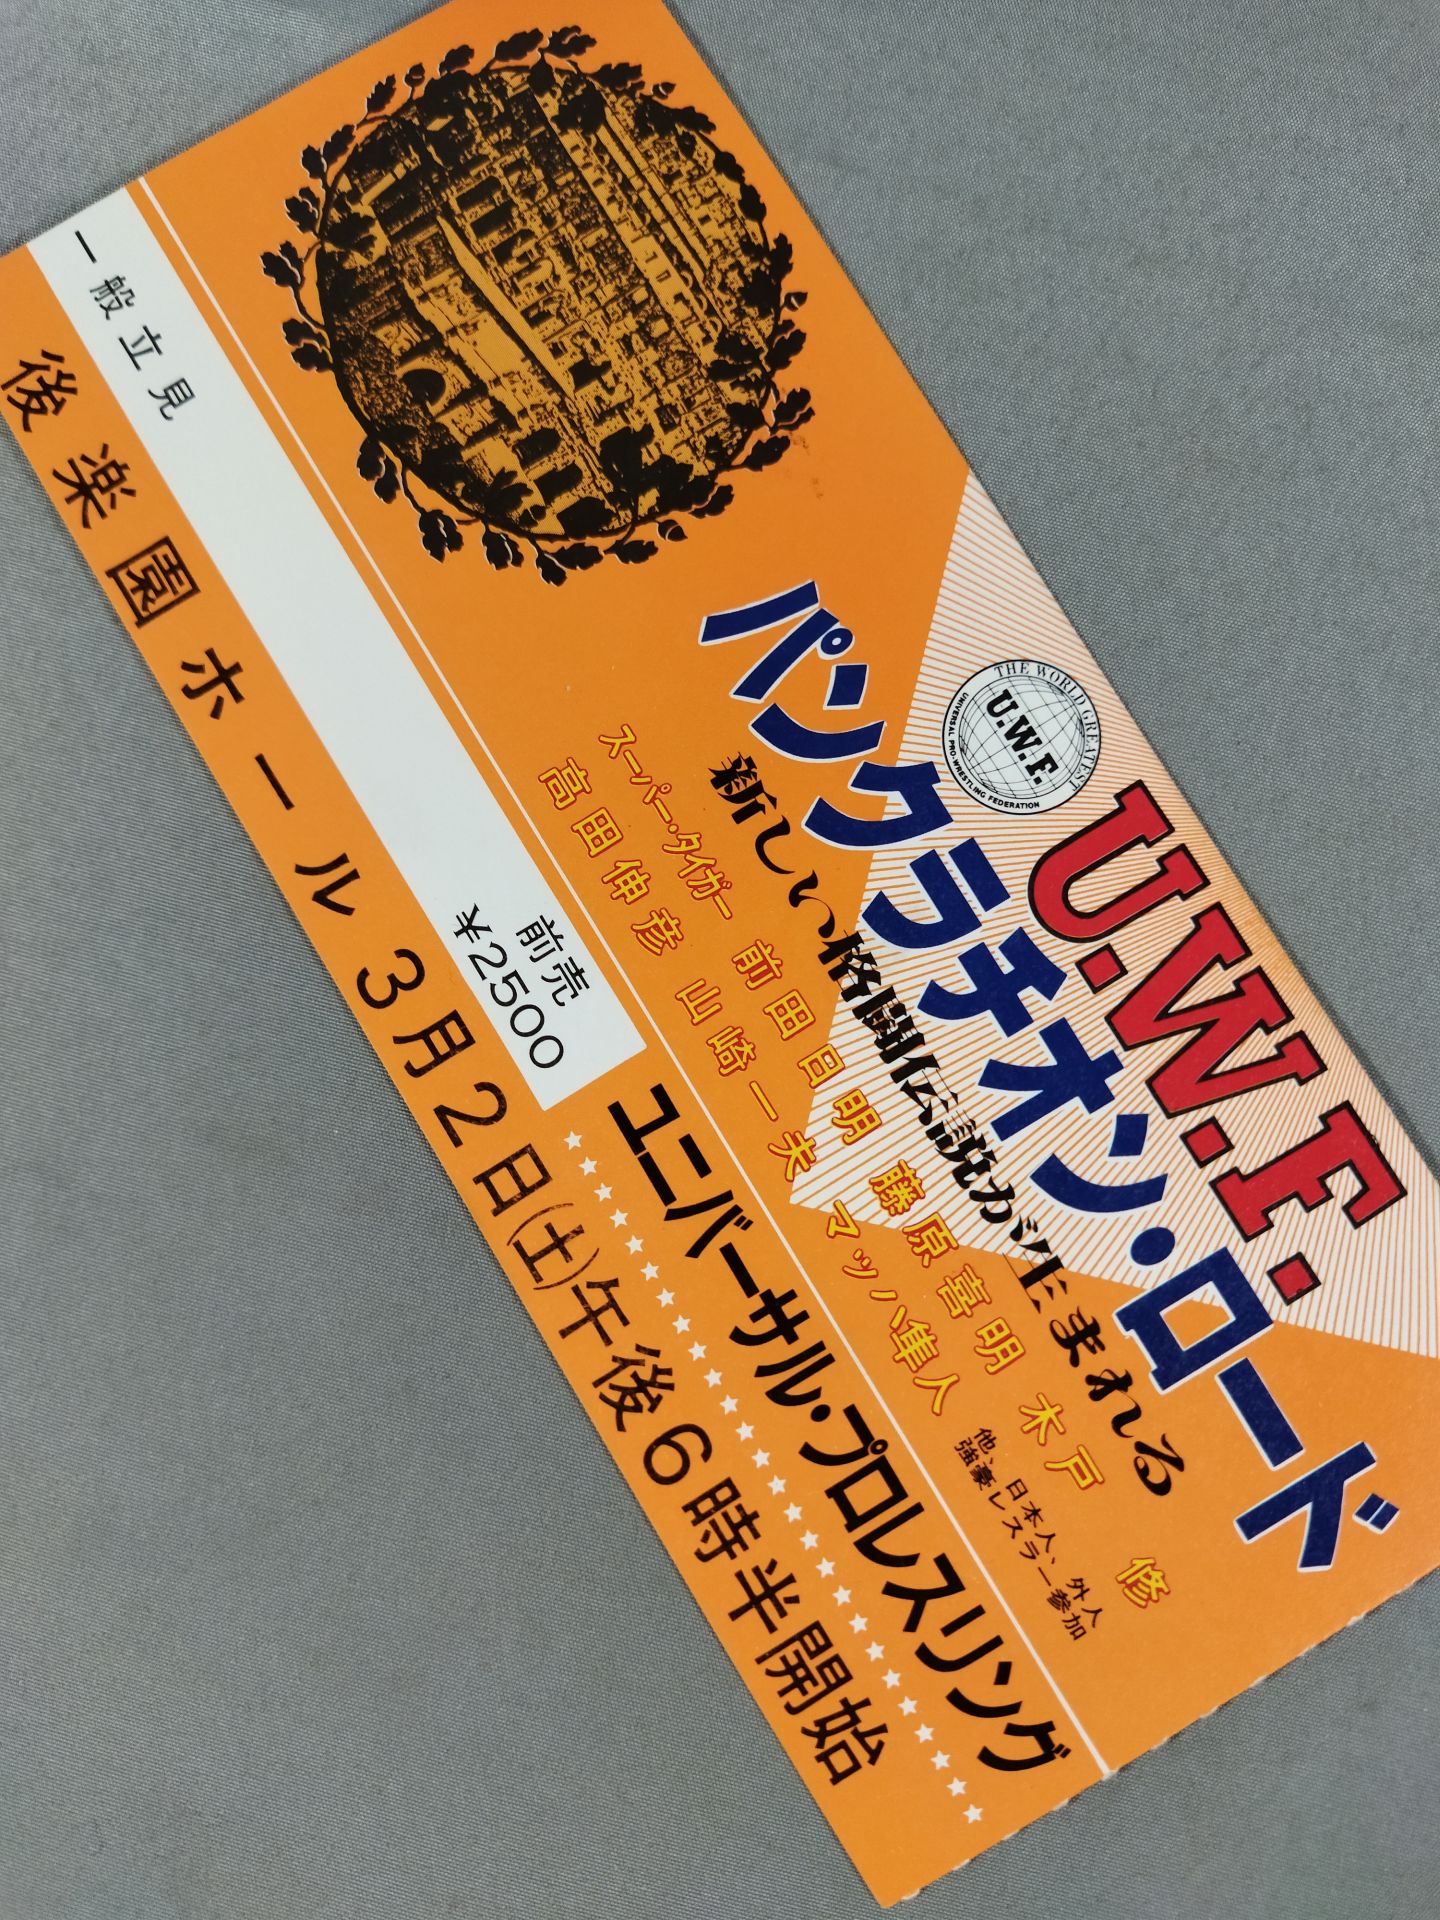 THE WORLD GREATEST
U.W.F.
UNIVERSAL PRO-WRESTLING FEDERATION
U.W.F.
パンクラチオン・ロード
新しい格闘伝説が生まれる
スーパー・タイガー 前田日明 藤原喜明 木戸 修
高田伸彦 山崎一夫 マッハ隼人
他、日本人、外人
強豪レスラー参加
ユニバーサル・プロレスリング
一般立見
前売
¥2500
後楽園ホール3月2日(土)午後6時半開始